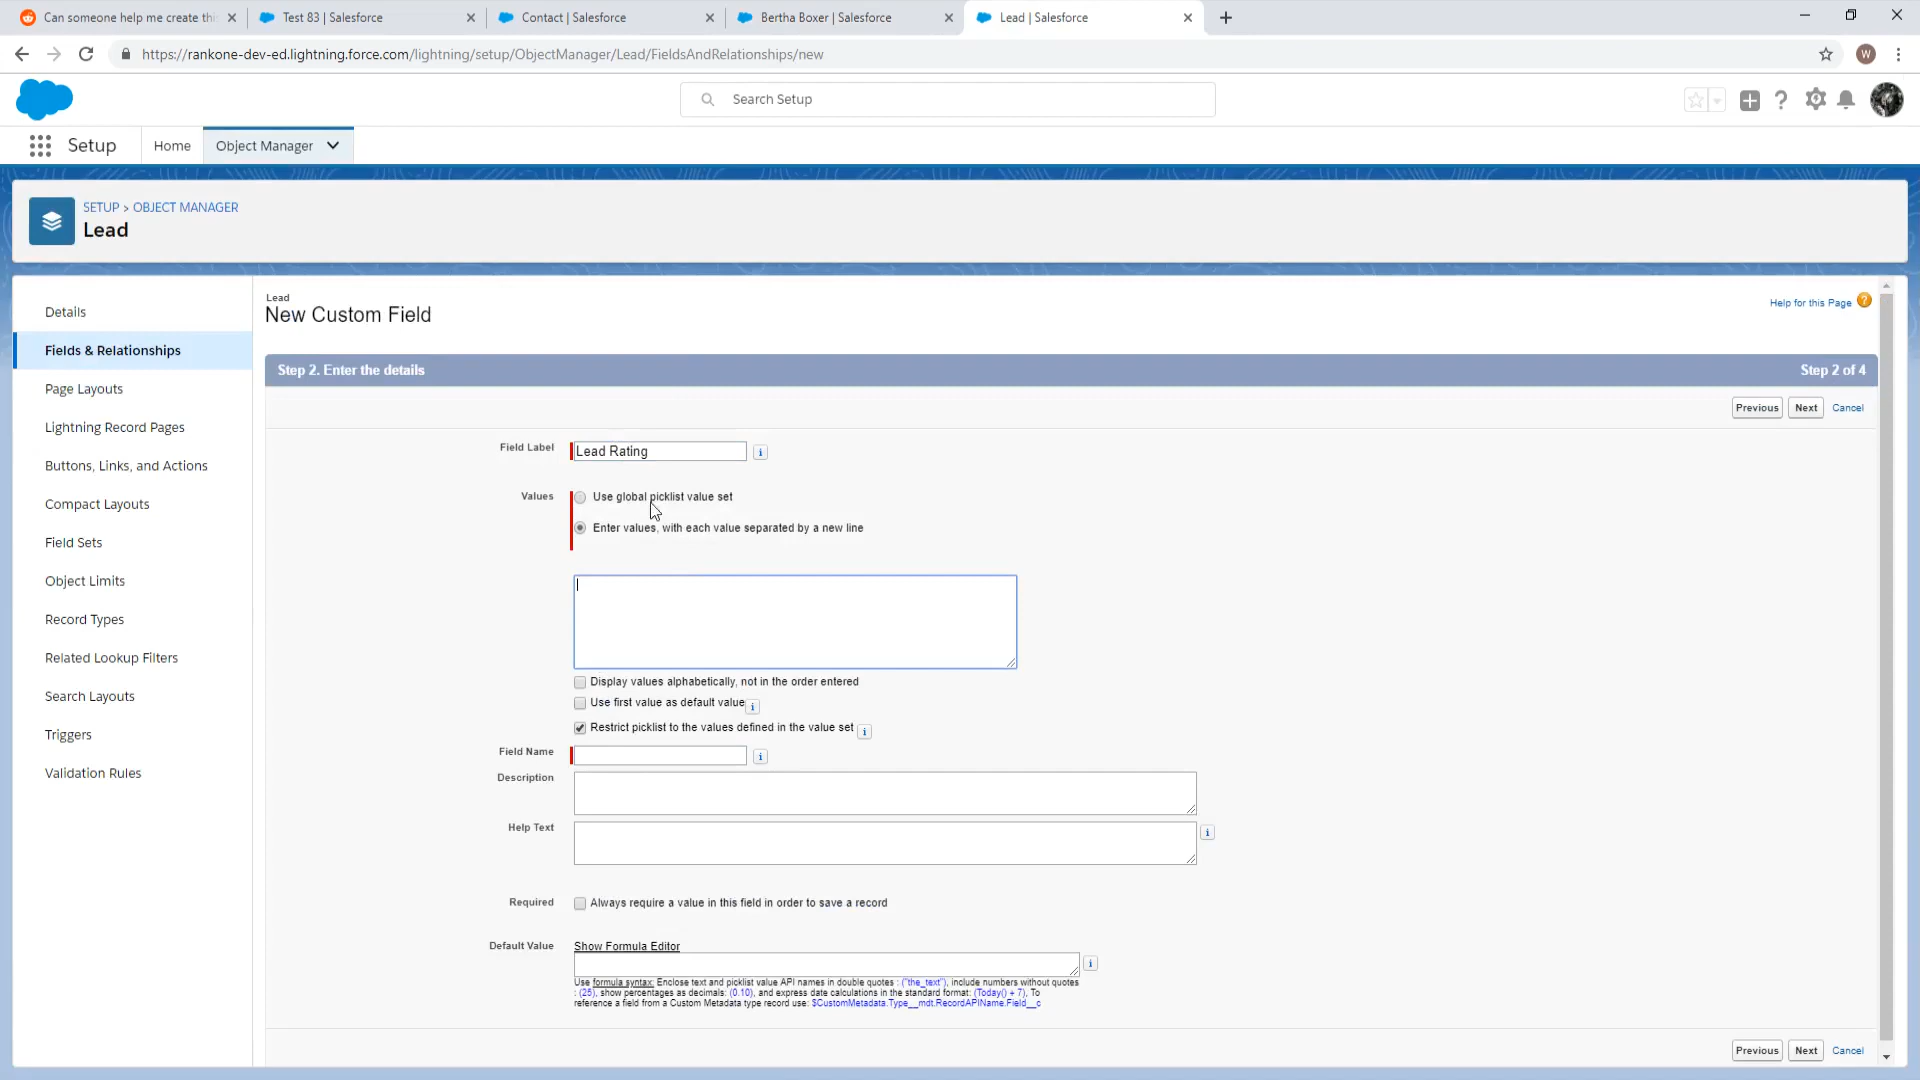 Can someone help me create thi
Test 83 | Salesforce
Contact | Salesforce
Bertha Boxer | Salesforce
Lead | Salesforce
https://rankone-dev-ed.lightning.force.com/lightning/setup/ObjectManager/Lead/FieldsAndRelationships/new
W
Search Setup
Setup
Home
Object Manager
SETUP > OBJECT MANAGER
Lead
Details
Fields & Relationships
Page Layouts
Lightning Record Pages
Buttons, Links, and Actions
Compact Layouts
Field Sets
Object Limits
Record Types
Related Lookup Filters
Search Layouts
Triggers
Validation Rules
Lead
New Custom Field
Help for this Page
Step 2. Enter the details
Step 2 of 4
Previous
Next
Cancel
Field Label
Lead Rating
Values
Use global picklist value set
Enter values, with each value separated by a new line
Display values alphabetically, not in the order entered
Use first value as default value
Restrict picklist to the values defined in the value set
Field Name
Description
Help Text
Required
Always require a value in this field in order to save a record
Default Value
Show Formula Editor
Use formula syntax: Enclose text and picklist value API names in double quotes : ("the_text"), include numbers without quotes
: (25), show percentages as decimals: (0.10), and express date calculations in the standard format: (Today() + 7), To
reference a field from a Custom Metadata type record use: $CustomMetadata.Type__mdt.RecordAPIName.Field__c
Previous
Next
Cancel